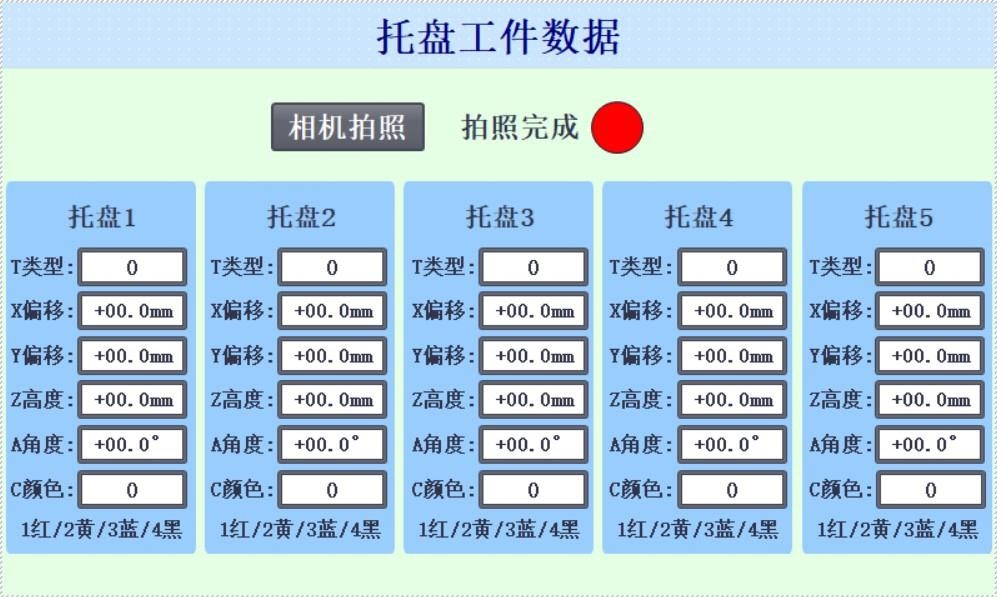 托盘工件数据
相机拍照 拍照完成
托盘1 托盘2 托盘3 托盘4 托盘5
T类型: 0 T类型: 0 T类型: 0 T类型: 0 T类型: 0
X偏移: +00.0mm X偏移: +00.0mm X偏移: +00.0mm X偏移: +00.0mm X偏移: +00.0mm
Y偏移: +00.0mm Y偏移: +00.0mm Y偏移: +00.0mm Y偏移: +00.0mm Y偏移: +00.0mm
Z高度: +00.0mm Z高度: +00.0mm Z高度: +00.0mm Z高度: +00.0mm Z高度: +00.0mm
A角度: +00.0° A角度: +00.0° A角度: +00.0° A角度: +00.0° A角度: +00.0°
C颜色: 0 C颜色: 0 C颜色: 0 C颜色: 0 C颜色: 0
1红/2黄/3蓝/4黑 1红/2黄/3蓝/4黑 1红/2黄/3蓝/4黑 1红/2黄/3蓝/4黑 1红/2黄/3蓝/4黑